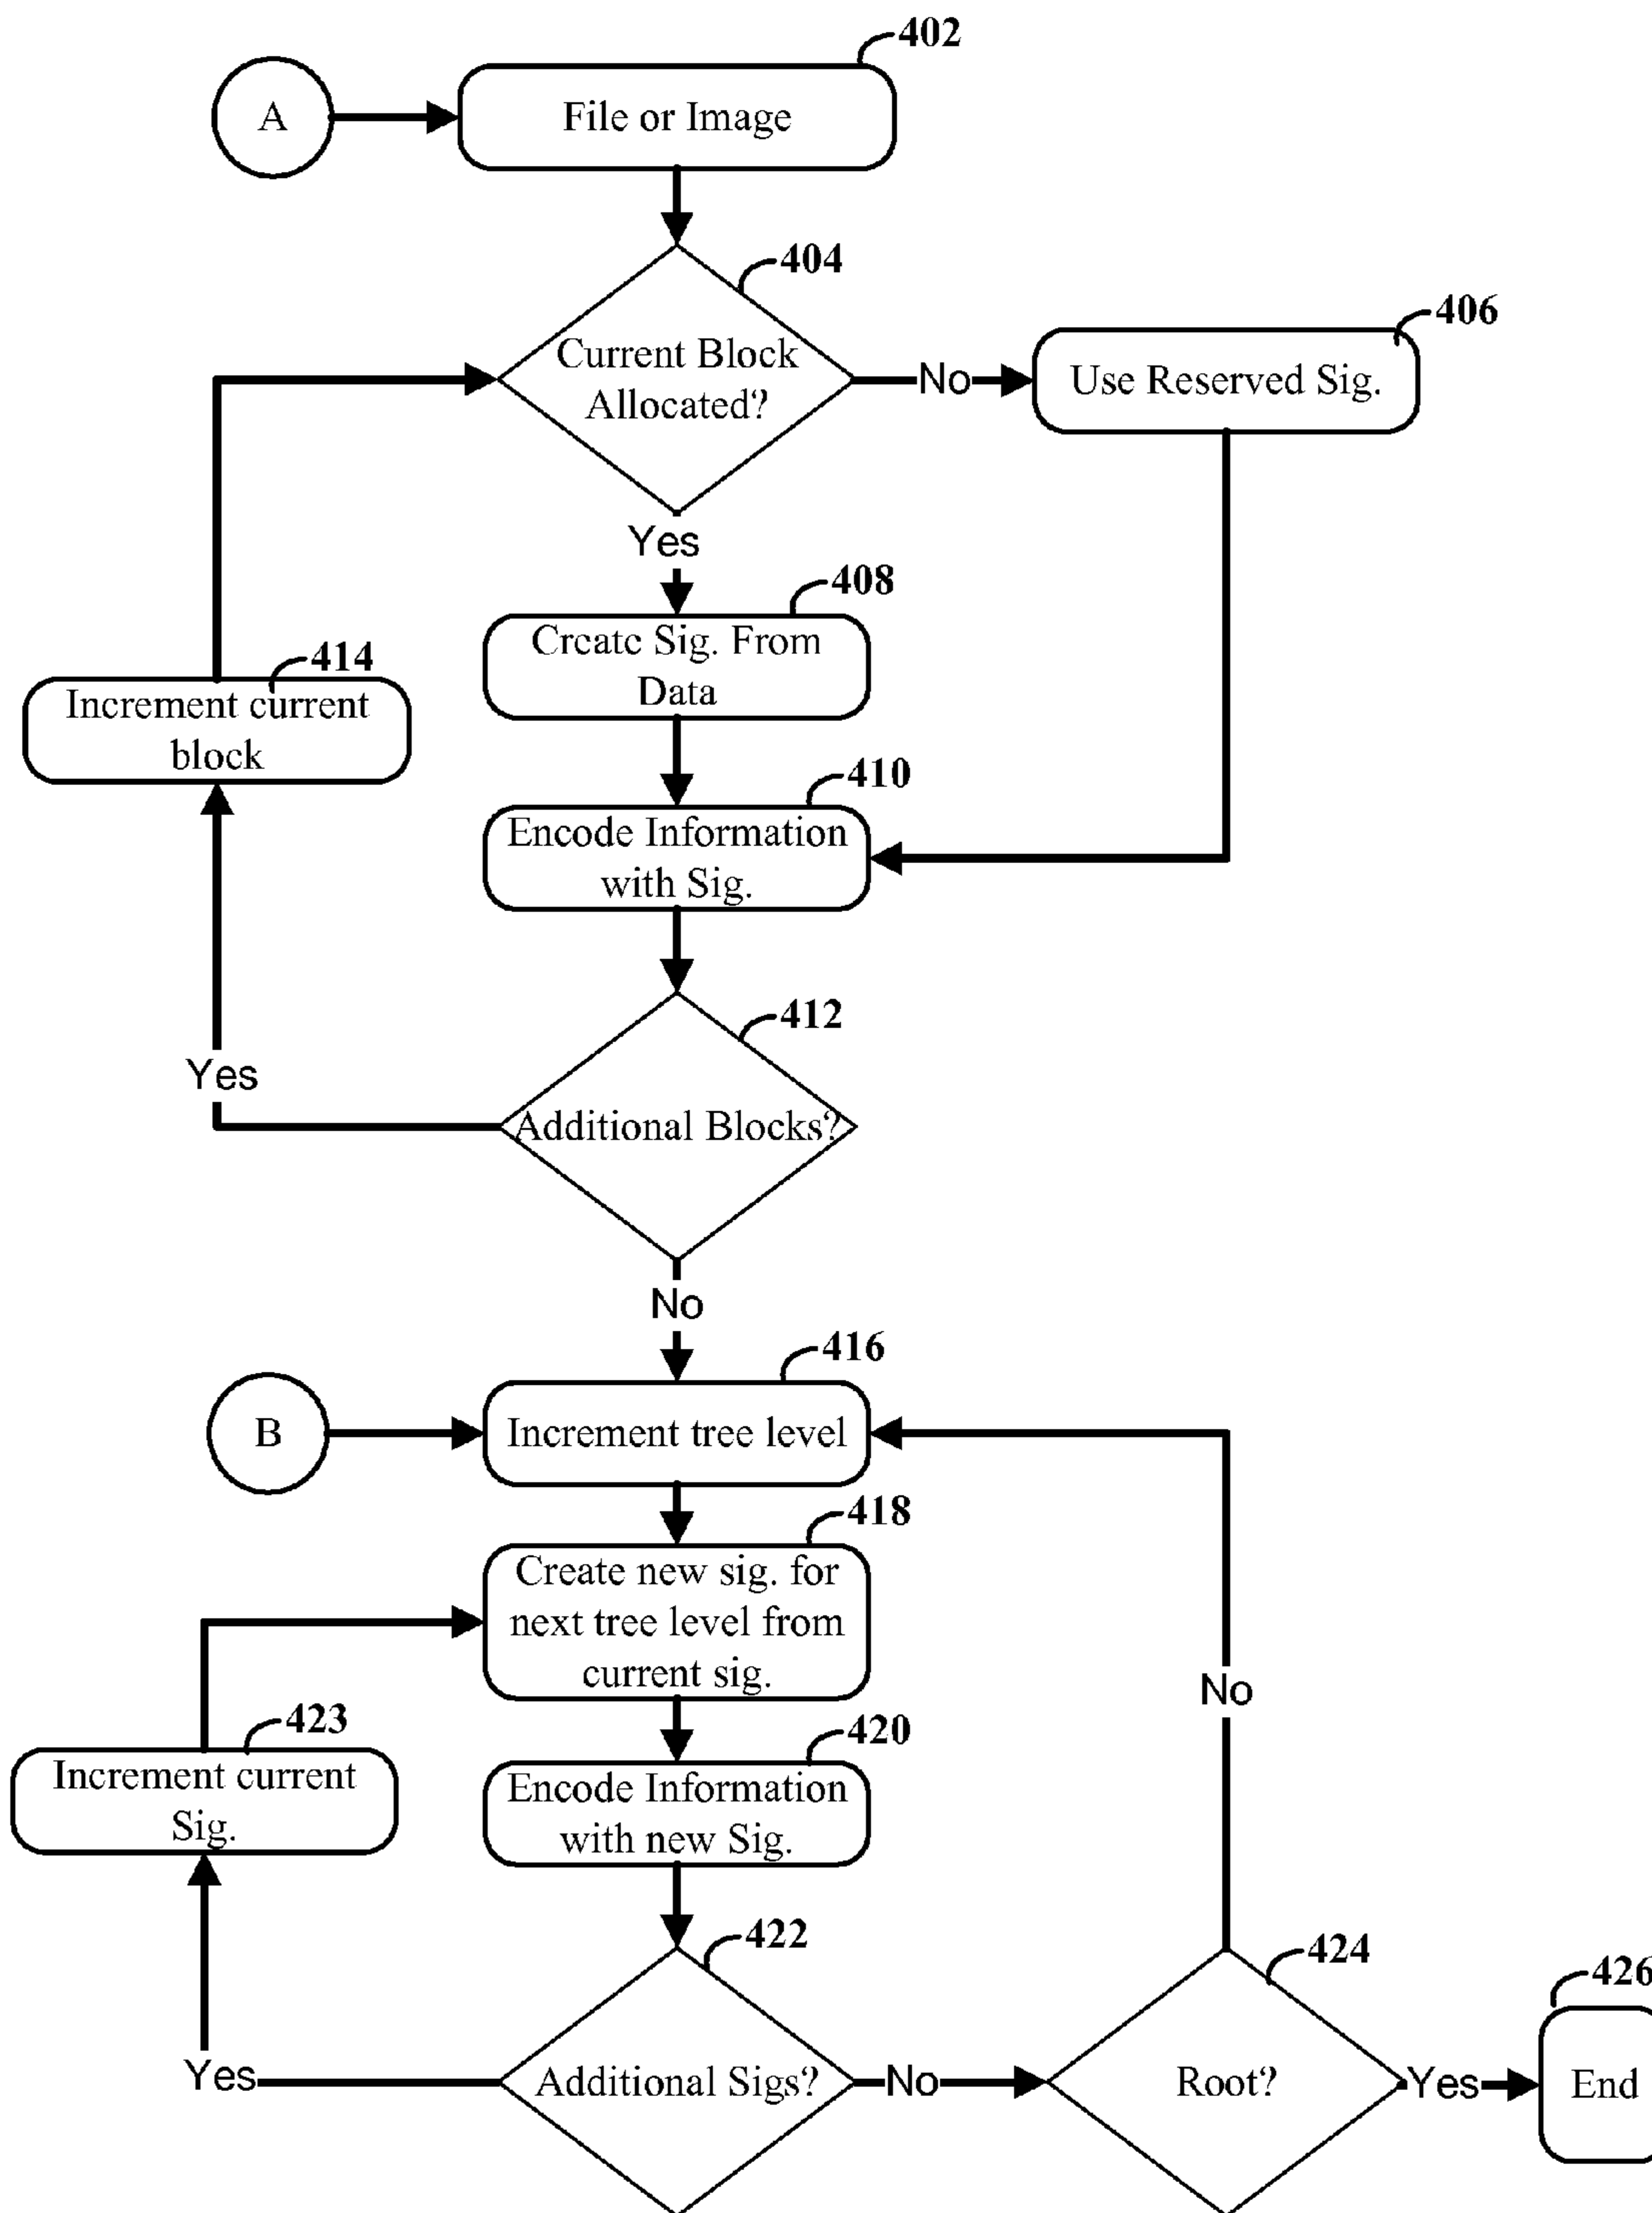 402
A
File or Image
404
Current Block
Allocated?
No
406
Use Reserved Sig.
Yes
408
Create Sig. From
Data
414
Increment current
block
410
Encode Information
with Sig.
412
Additional Blocks?
Yes
No
416
B
Increment tree level
418
Create new sig. for
next tree level from
current sig.
No
423
Increment current
Sig.
420
Encode Information
with new Sig.
422
Additional Sigs?
Yes
No
424
Root?
Yes
426
End